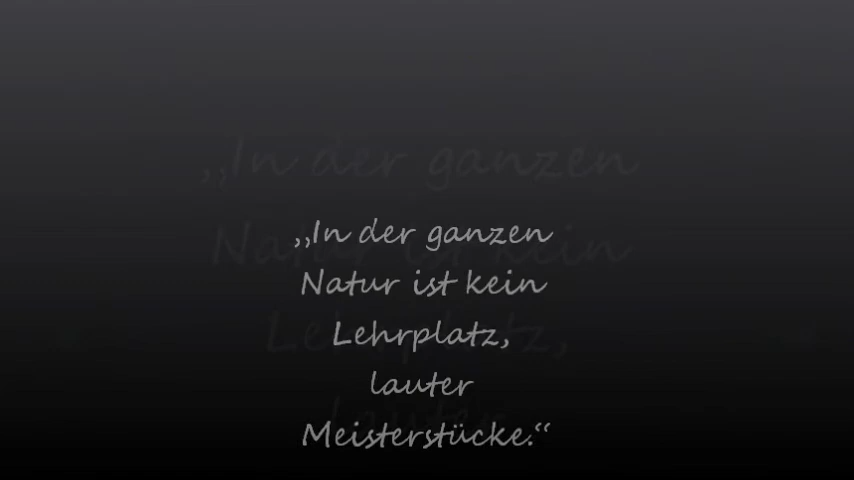 „In der ganzen
Natur ist kein
Lehrplatz,
lauter
Meisterstücke.“